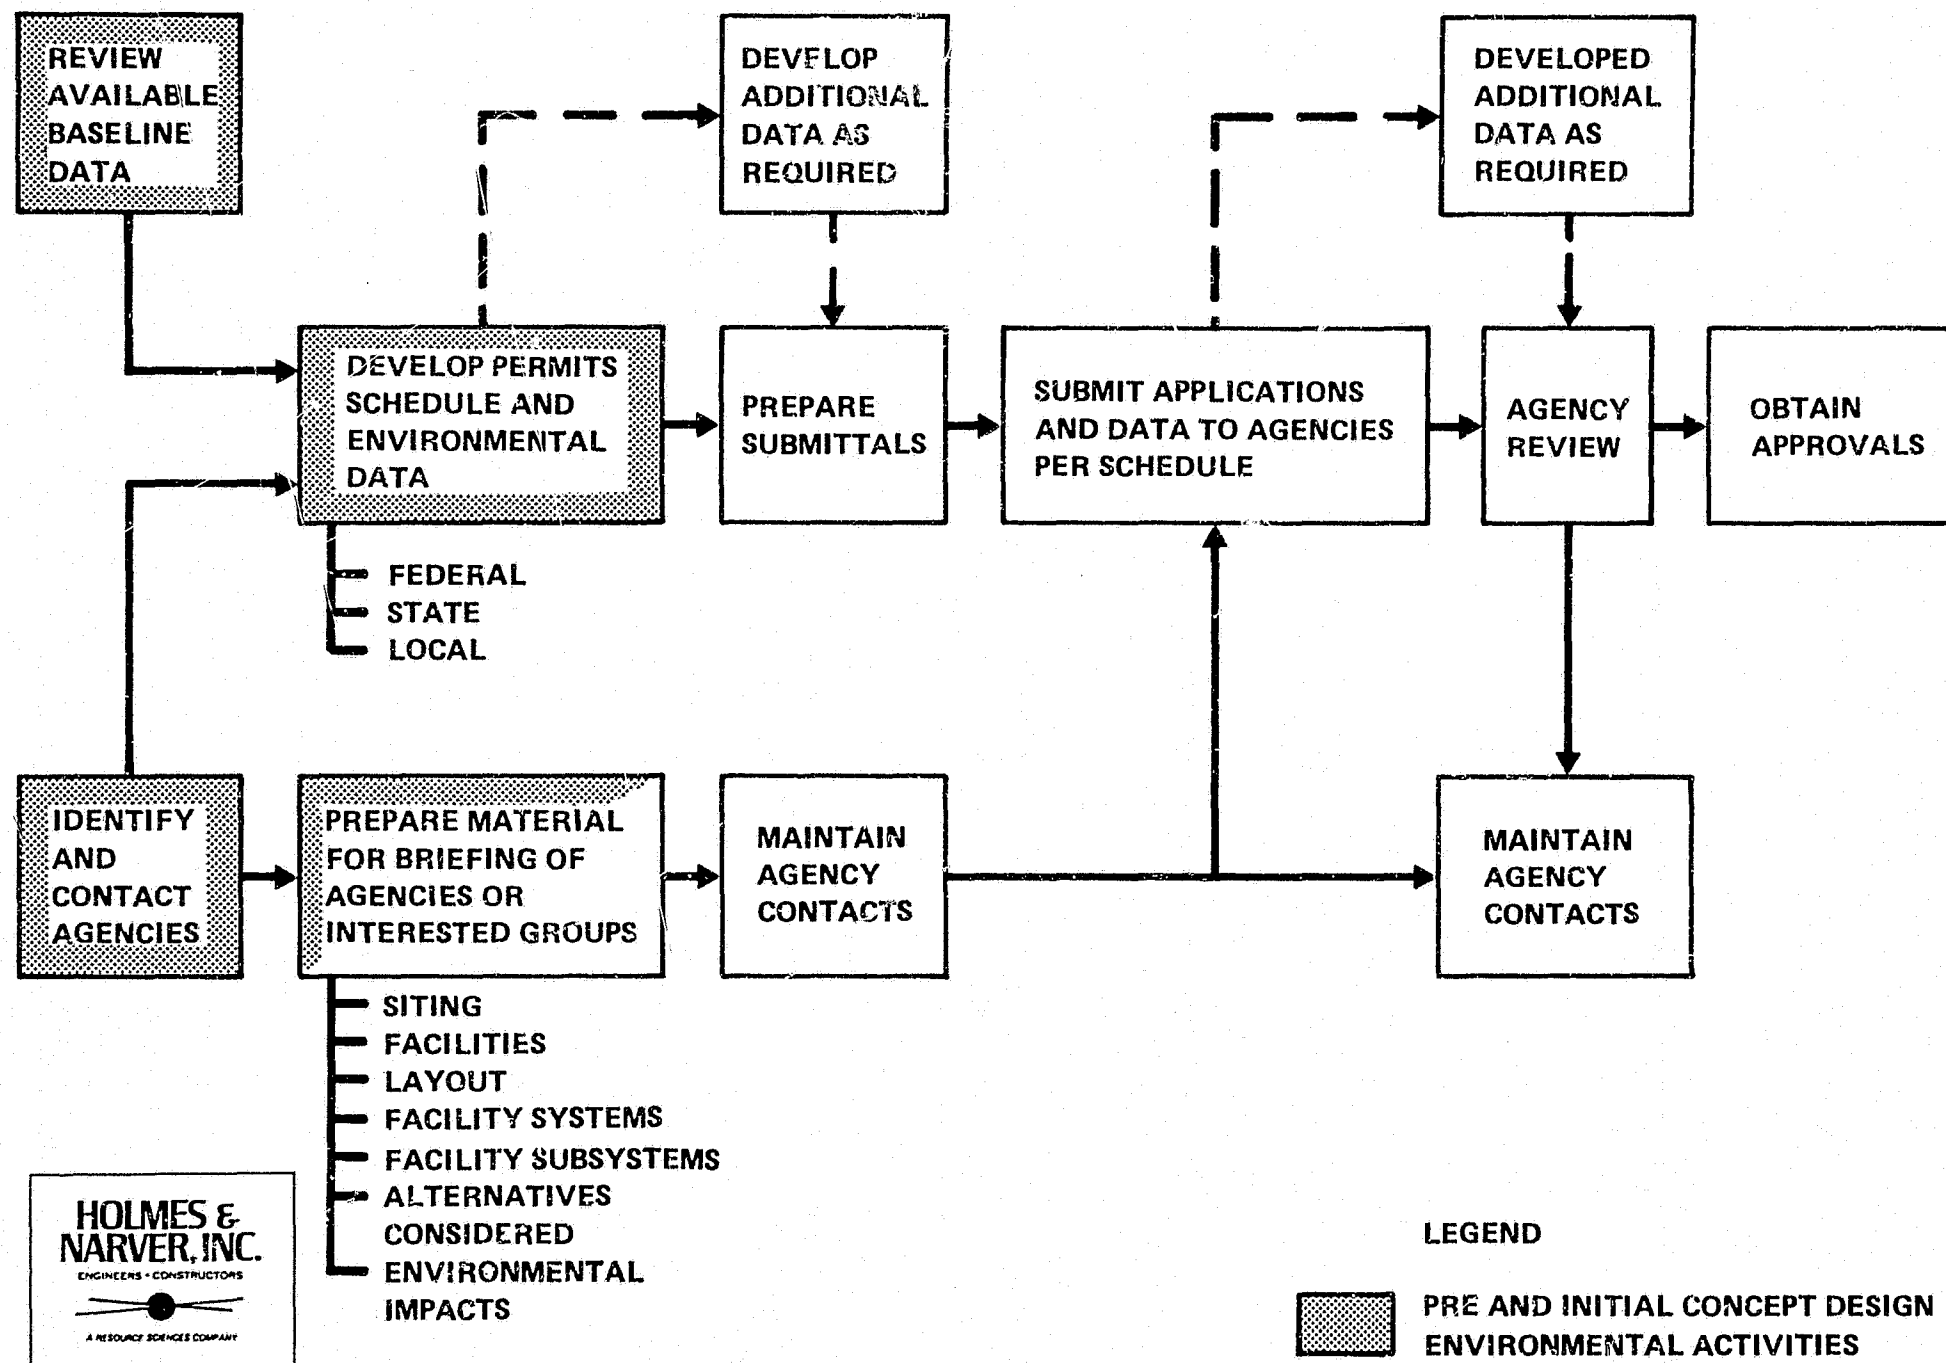 REVIEW
AVAILABLE
BASELINE
DATA
DEVELOP
ADDITIONAL
DATA AS
REQUIRED
DEVELOPED
ADDITIONAL
DATA AS
REQUIRED
DEVELOP PERMITS
SCHEDULE AND
ENVIRONMENTAL
DATA
FEDERAL
STATE
LOCAL
PREPARE
SUBMITTALS
SUBMIT APPLICATIONS
AND DATA TO AGENCIES
PER SCHEDULE
AGENCY
REVIEW
OBTAIN
APPROVALS
IDENTIFY
AND
CONTACT
AGENCIES
PREPARE MATERIAL
FOR BRIEFING OF
AGENCIES OR
INTERESTED GROUPS
SITING
FACILITIES
LAYOUT
FACILITY SYSTEMS
FACILITY SUBSYSTEMS
ALTERNATIVES
CONSIDERED
ENVIRONMENTAL
IMPACTS
MAINTAIN
AGENCY
CONTACTS
MAINTAIN
AGENCY
CONTACTS
HOLMES &
NARVER, INC.
ENGINEERS • CONSTRUCTORS
A RESOURCE SCIENCES COMPANY
LEGEND
PRE AND INITIAL CONCEPT DESIGN
ENVIRONMENTAL ACTIVITIES